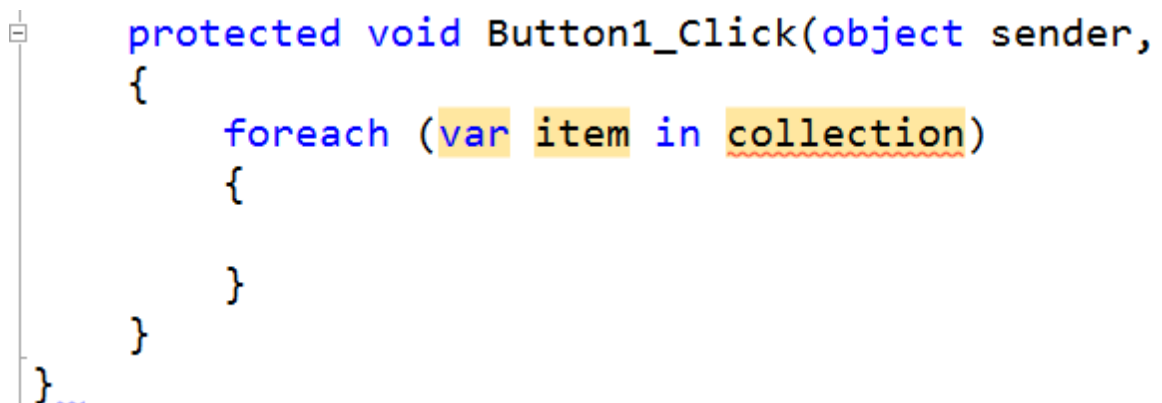 protected void Button1_Click(object sender,
{
foreach (var item in collection)
{
}
}
}